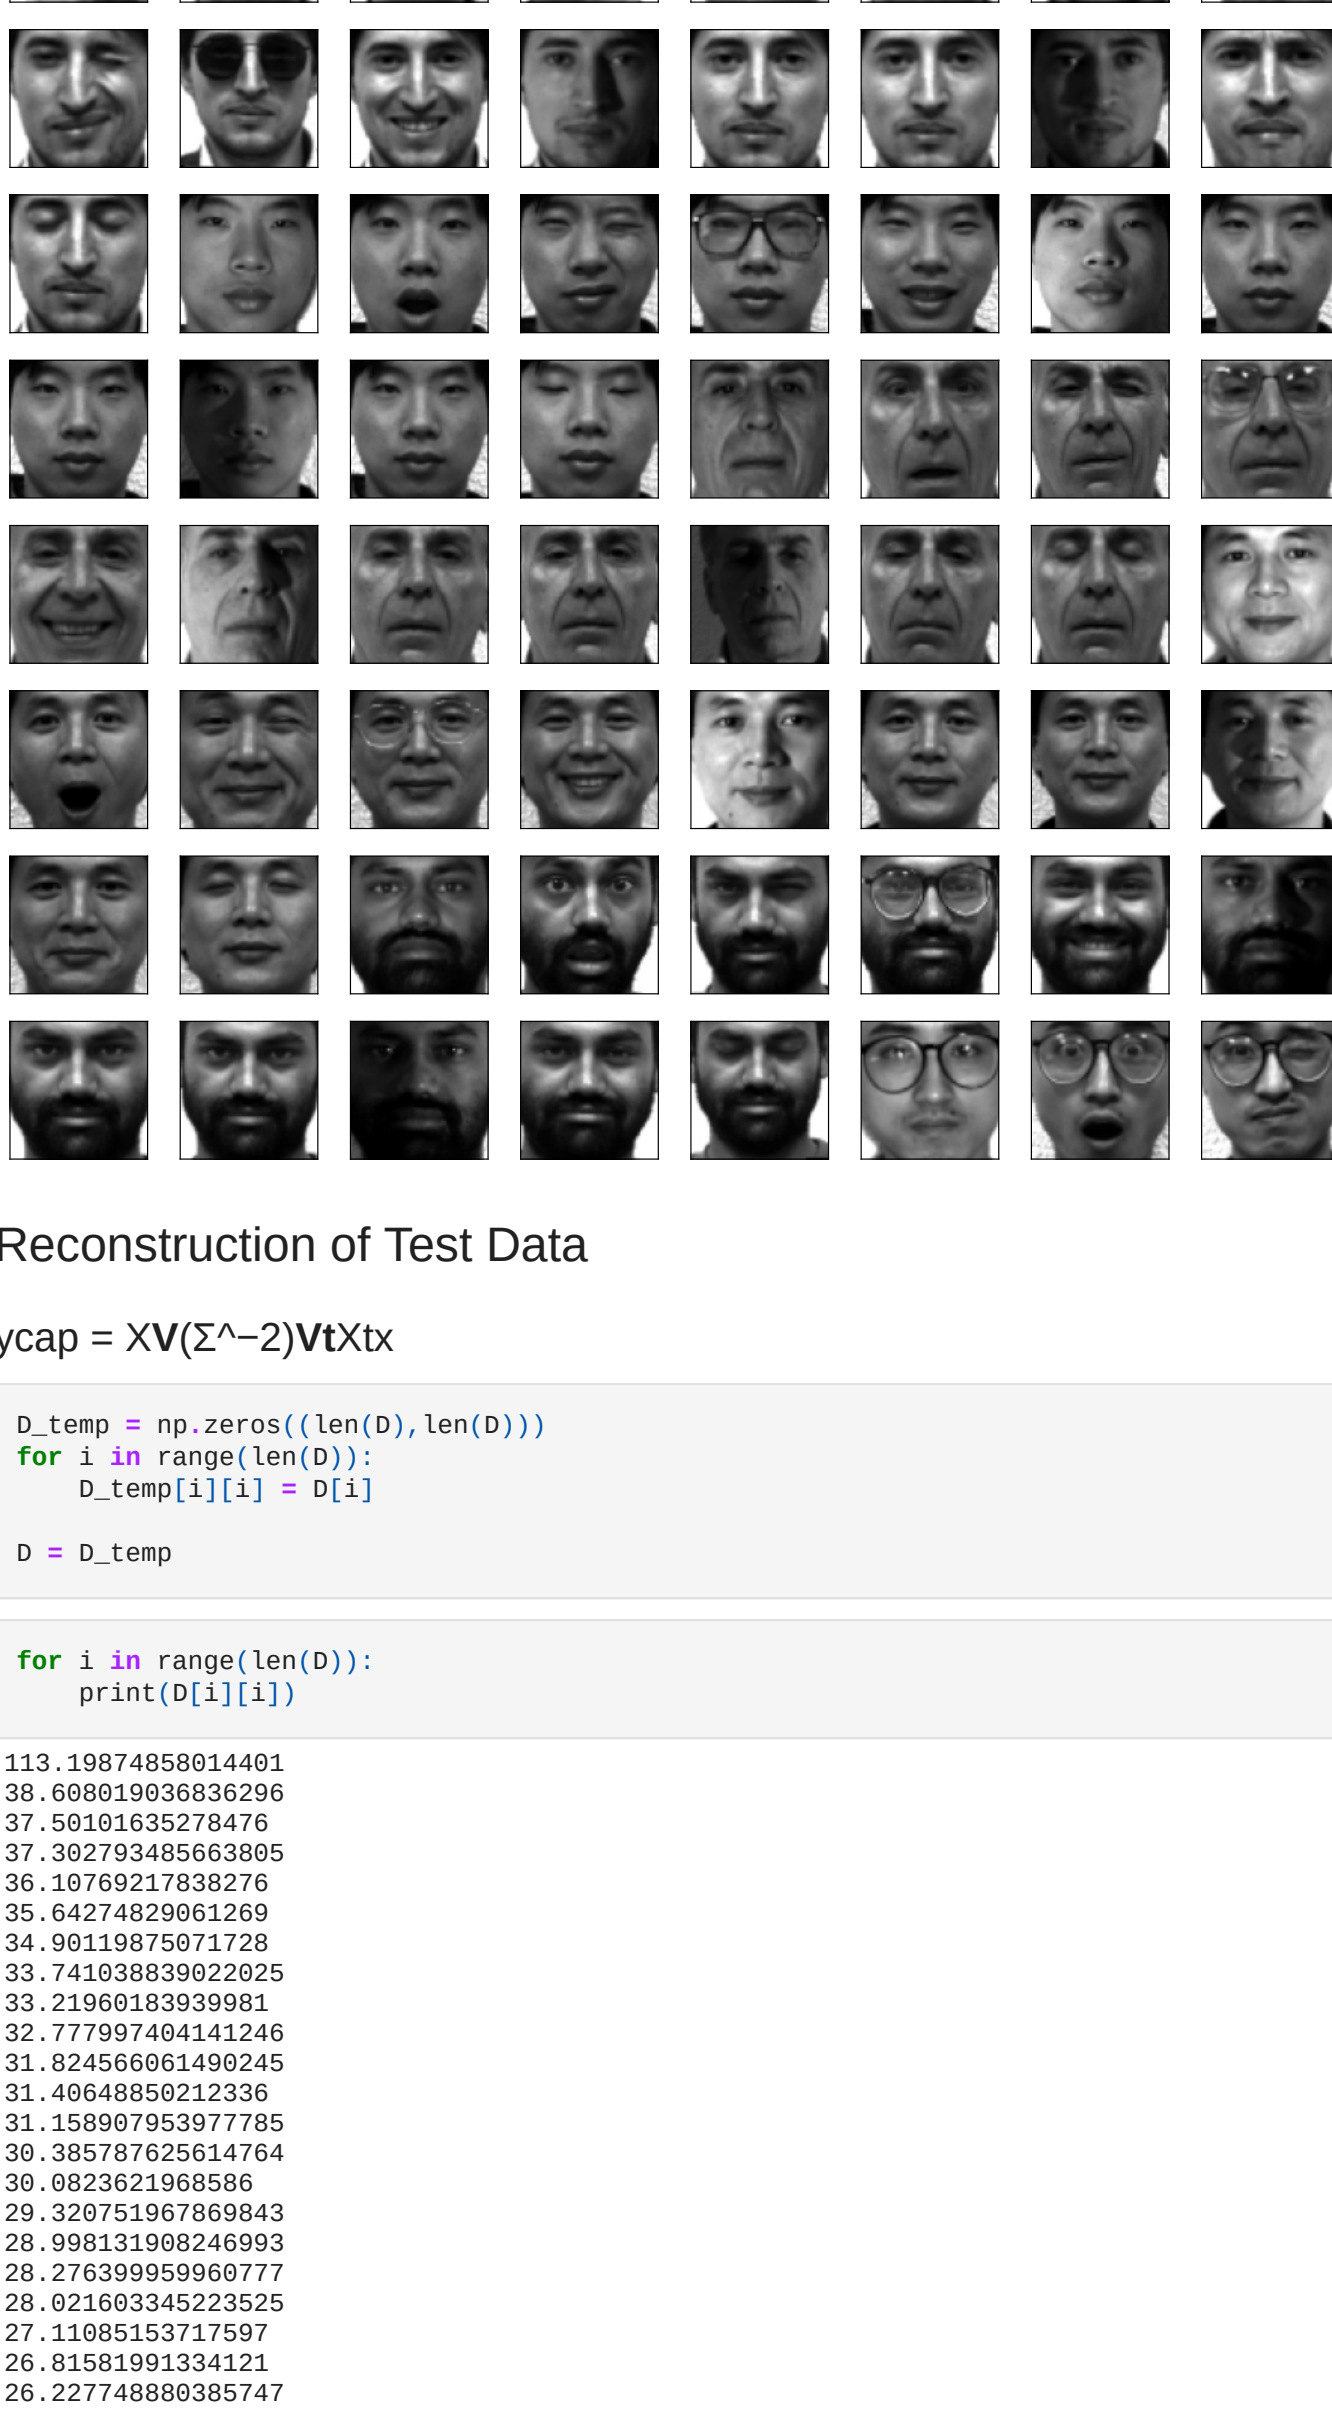 Reconstruction of Test Data
ycap = XV(Σ^−2)VtXtx
D_temp = np.zeros((len(D),len(D)))
for i in range(len(D)):
    D_temp[i][i] = D[i]
D = D_temp
for i in range(len(D)):
    print(D[i][i])
113.19874858014401
38.608019036836296
37.50101635278476
37.302793485663805
36.10769217838276
35.64274829061269
34.90119875071728
33.741038839022025
33.21960183939981
32.777997404141246
31.824566061490245
31.40648850212336
31.158907953977785
30.385787625614764
30.0823621968586
29.320751967869843
28.998131908246993
28.276399959960777
28.021603345223525
27.11085153717597
26.81581991334121
26.227748880385747